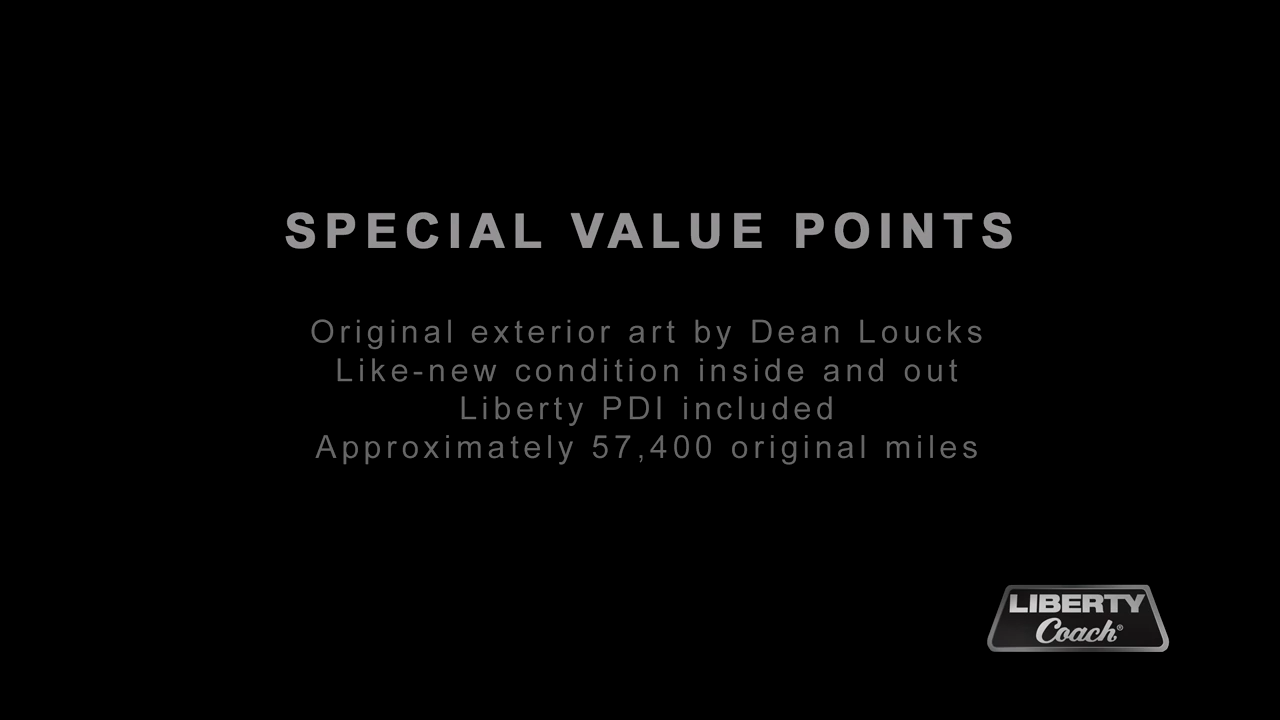 SPECIAL VALUE POINTS
Original exterior art by Dean Loucks
Like-new condition inside and out
Liberty PDI included
Approximately 57,400 original miles
LIBERTY
Coach®